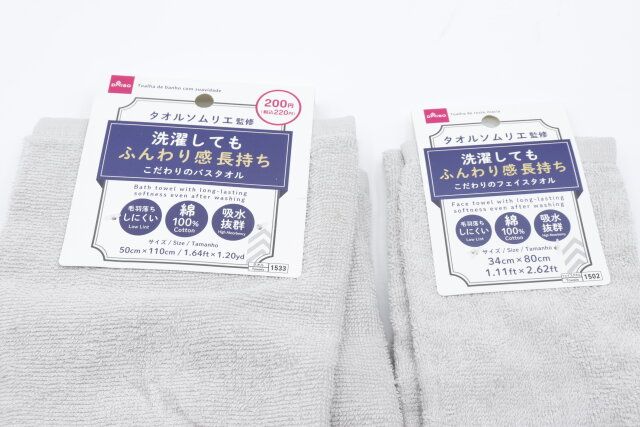 DAISO
Toalha de banho com suavidade
200円
(税込220円)
タオルソムリエ監修
洗濯しても
ふんわり感長持ち
こだわりのバスタオル
Bath towel with long-lasting
softness even after washing
毛羽落ち
しにくい
Low Lint
綿
100%
Cotton
吸水
抜群
High Absorbency
サイズ / Size / Tamanho
50cm×110cm / 1.64ft×1.20yd
Towels
1533
DAISO
Toalha de rosto macia
タオルソムリエ監修
洗濯しても
ふんわり感長持ち
こだわりのフェイスタオル
Face towel with long-lasting
softness even after washing
毛羽落ち
しにくい
Low Lint
綿
100%
Cotton
吸水
抜群
High Absorbency
サイズ / Size / Tamanho
34cm×80cm
1.11ft×2.62ft
Towels
1502